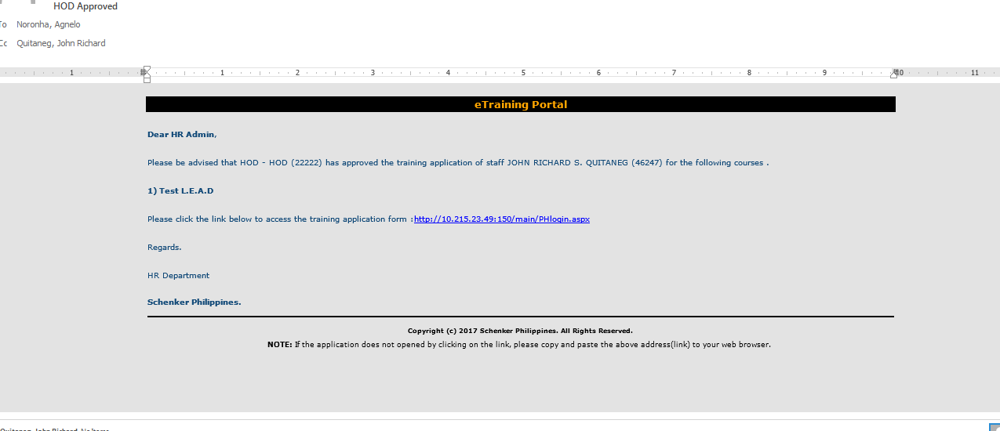 HOD Approved
To Noronha, Agnelo
Cc Quitaneg, John Richard
1 1 2 3 4 5 6 7 8 9 10 11
eTraining Portal
Dear HR Admin,
Please be advised that HOD - HOD (22222) has approved the training application of staff JOHN RICHARD S. QUITANEG (46247) for the following courses .
1) Test L.E.A.D
Please click the link below to access the training application form :http://10.215.23.49:150/main/PHlogin.aspx
Regards.
HR Department
Schenker Philippines.
Copyright (c) 2017 Schenker Philippines. All Rights Reserved.
NOTE: If the application does not opened by clicking on the link, please copy and paste the above address(link) to your web browser.
Quitaneg, John Richard